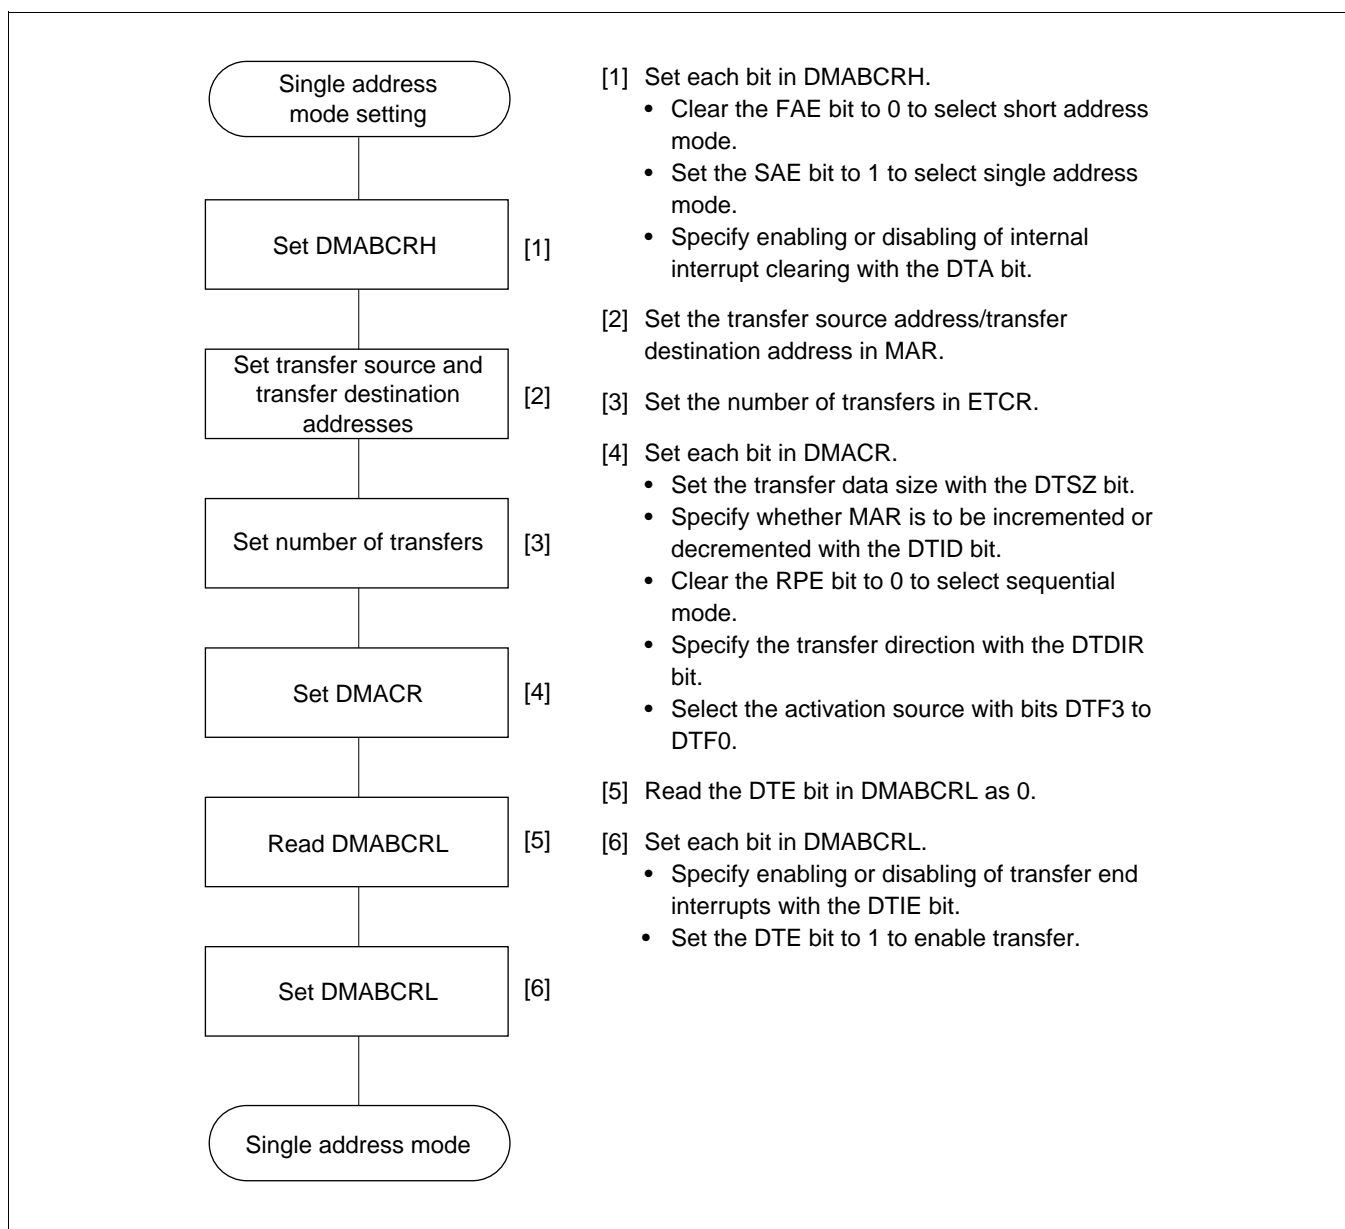 Single address
mode setting
Set DMABCRH
[1]
Set transfer source and
transfer destination
addresses
[2]
Set number of transfers
[3]
Set DMACR
[4]
Read DMABCRL
[5]
Set DMABCRL
[6]
Single address mode
[1] Set each bit in DMABCRH.
• Clear the FAE bit to 0 to select short address
mode.
• Set the SAE bit to 1 to select single address
mode.
• Specify enabling or disabling of internal
interrupt clearing with the DTA bit.
[2] Set the transfer source address/transfer
destination address in MAR.
[3] Set the number of transfers in ETCR.
[4] Set each bit in DMACR.
• Set the transfer data size with the DTSZ bit.
• Specify whether MAR is to be incremented or
decremented with the DTID bit.
• Clear the RPE bit to 0 to select sequential
mode.
• Specify the transfer direction with the DTDIR
bit.
• Select the activation source with bits DTF3 to
DTF0.
[5] Read the DTE bit in DMABCRL as 0.
[6] Set each bit in DMABCRL.
• Specify enabling or disabling of transfer end
interrupts with the DTIE bit.
• Set the DTE bit to 1 to enable transfer.